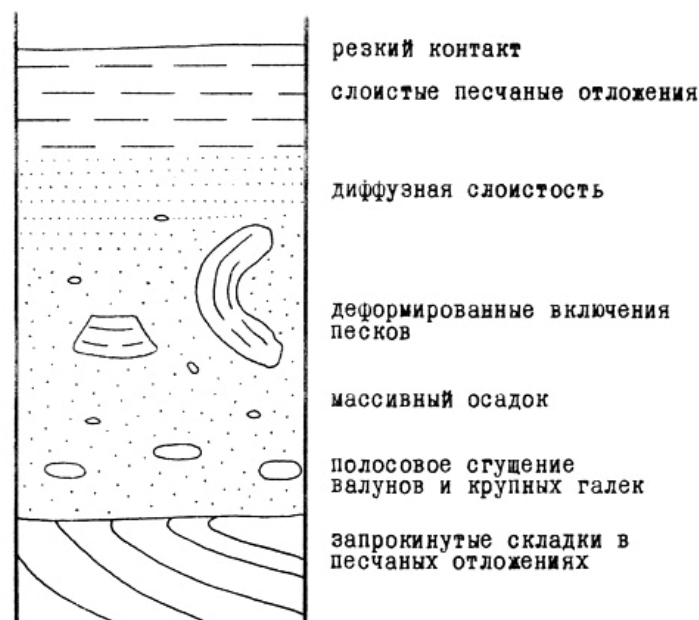 резкий контакт
слоистые песчаные отложения
диффузная слоистость
деформированные включения
песков
массивный осадок
полосовое сгущение
валунов и крупных галек
запрокинутые складки в
песчаных отложениях